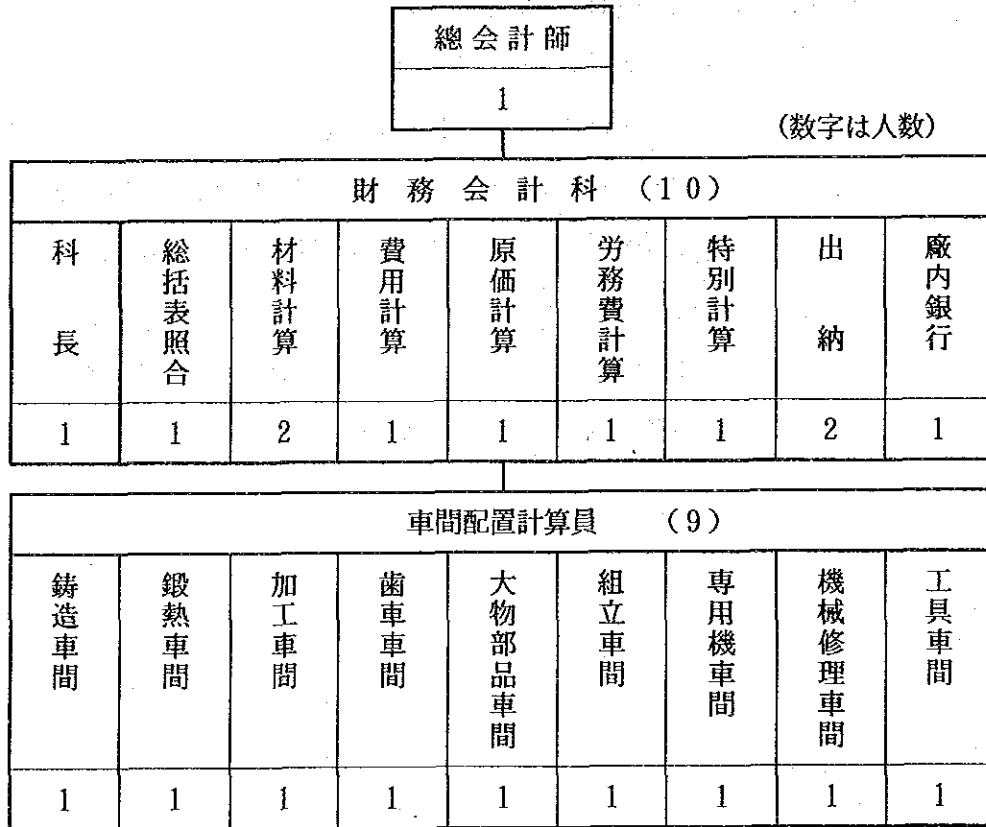 總会計師
1
(数字は人数)
財務会計科 (10)
科長
総括表照合
材料計算
費用計算
原価計算
労務費計算
特別計算
出納
廠内銀行
1 1 2 1 1 1 1 2 1
車間配置計算員 (9)
鋳造車間
鍛熱車間
加工車間
歯車車間
大物部品車間
組立車間
専用機車間
機械修理車間
工具車間
1 1 1 1 1 1 1 1 1